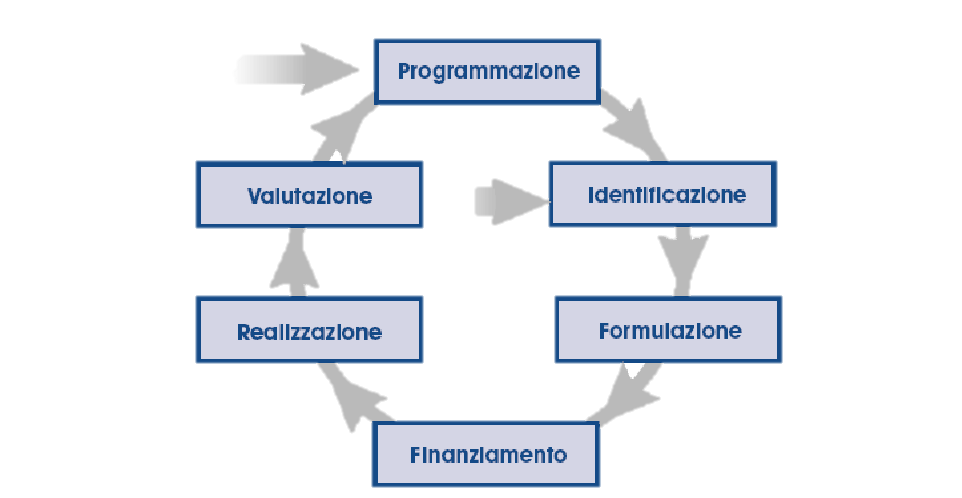 Programmazione
Valutazione
Identificazione
Realizzazione
Formulazione
Finanziamento